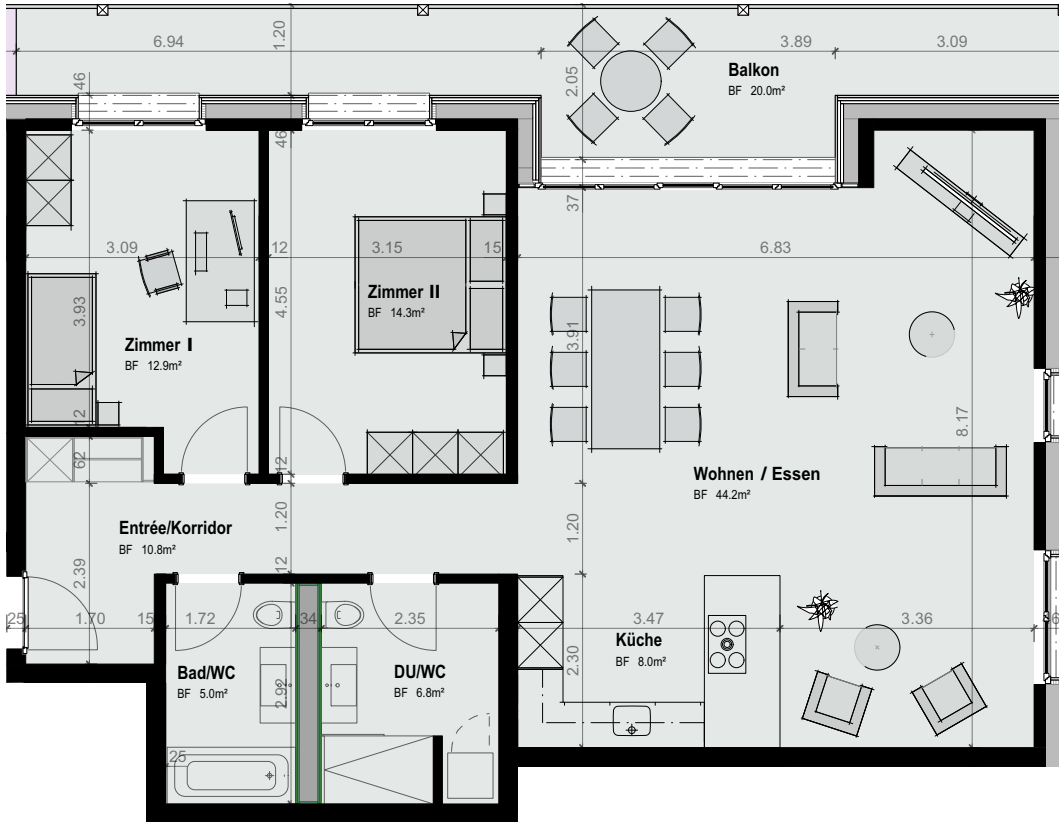 6.94
1.20
3.89
3.09
Balkon
BF 20.0m²
46
2.05
46
37
3.09
12
3.15
15
6.83
Zimmer II
BF 14.3m²
3.93
4.55
3.91
Zimmer I
BF 12.9m²
12
62
12
8.17
Wohnen / Essen
BF 44.2m²
Entrée/Korridor
BF 10.8m²
1.20
1.20
2.39
12
25
1.70
15
1.72
34
2.35
3.47
3.36
Küche
BF 8.0m²
2.30
Bad/WC
BF 5.0m²
2.92
DU/WC
BF 6.8m²
25